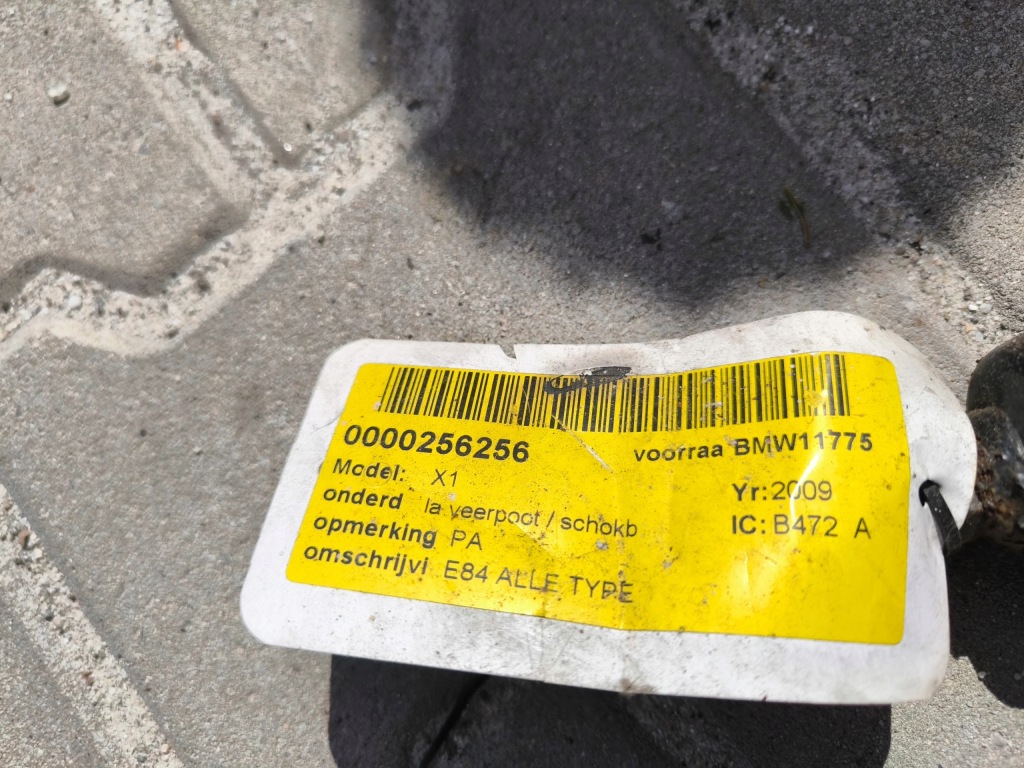 0000256256 voorraa BMW11775
Model: X1 Yr: 2009
onderd la veerpoot / schokb IC: B472 A
opmerking PA
omschrijvi E84 ALLE TYPE